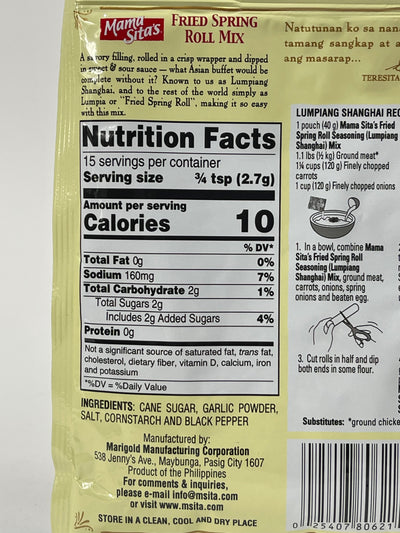 Mama Sita's
FRIED SPRING
ROLL MIX
A savory filling, rolled in a crisp wrapper and dipped
in sweet & sour sauce — what Asian buffet would be
complete without it? Known to us as Lumpiang
Shanghai, and to the rest of the world simply as
Lumpia or "Fried Spring Roll", making it so easy
with this mix.
Nutrition Facts
15 servings per container
Serving size ¾ tsp (2.7g)
Amount per serving
Calories 10
% DV*
Total Fat 0g 0%
Sodium 160mg 7%
Total Carbohydrate 2g 1%
Total Sugars 2g
Includes 2g Added Sugars 4%
Protein 0g
Not a significant source of saturated fat, trans fat,
cholesterol, dietary fiber, vitamin D, calcium, iron
and potassium
*%DV = %Daily Value
INGREDIENTS: CANE SUGAR, GARLIC POWDER,
SALT, CORNSTARCH AND BLACK PEPPER
Manufactured by:
Marigold Manufacturing Corporation
538 Jenny's Ave., Maybunga, Pasig City 1607
Product of the Philippines
For comments & inquiries,
please e-mail info@msita.com
or visit www.msita.com
STORE IN A CLEAN, COOL AND DRY PLACE
Natutunan ko sa nana
tamang sangkap at a
ang masarap...
TERESITA
LUMPIANG SHANGHAI REC
1 pouch (40 g) Mama Sita's Fried
Spring Roll Seasoning (Lumpiang
Shanghai) Mix
1.1 lbs (½ kg) Ground meat*
1¼ cups (120 g) Finely chopped
carrots
1 cup (120 g) Finely chopped onions
1. In a bowl, combine Mama
Sita's Fried Spring Roll
Seasoning (Lumpiang
Shanghai) Mix, ground meat,
carrots, onions, spring
onions and beaten egg.
3. Cut rolls in half and dip
both ends in some flour.
Substitutes: *ground chicke
0 25407 80621